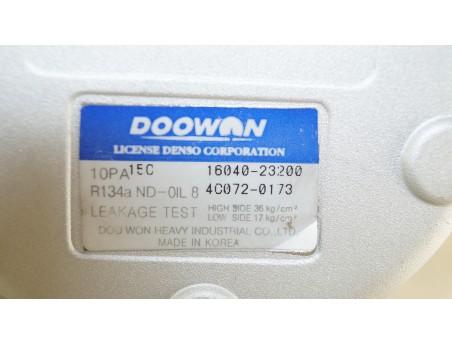 DOOWON
LICENSE DENSO CORPORATION
10PA15C 16040-23200
R134a ND-OIL 8 4C072-0173
LEAKAGE TEST HIGH SIDE 36 kg/cm²
LOW SIDE 17 kg/cm²
DOO WON HEAVY INDUSTRIAL CO.,LTD.
MADE IN KOREA